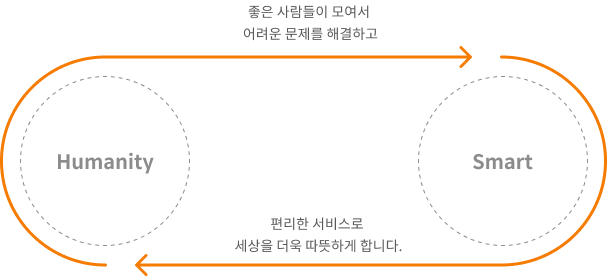 좋은 사람들이 모여서
어려운 문제를 해결하고
Humanity
Smart
편리한 서비스로
세상을 더욱 따뜻하게 합니다.